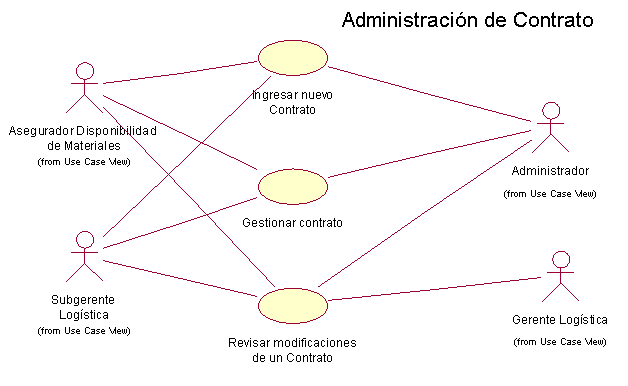 Administración de Contrato
Ingresar nuevo
Contrato
Asegurador Disponibilidad
de Materiales
(from Use Case View)
Administrador
(from Use Case View)
Gestionar contrato
Subgerente
Logística
(from Use Case View)
Gerente Logística
(from Use Case View)
Revisar modificaciones
de un Contrato